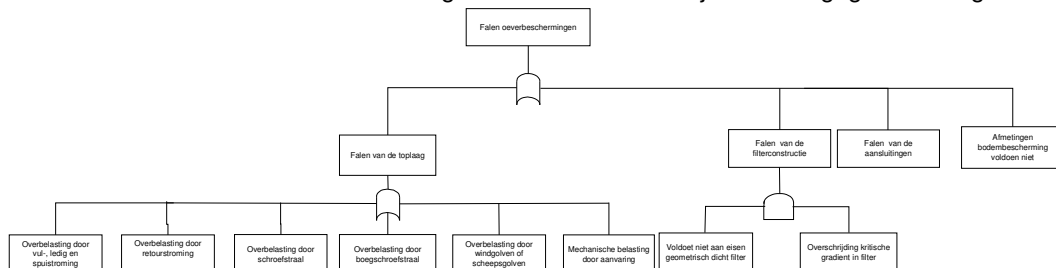 Falen oeverbeschermingen
Falen van de toplaag
Falen van de
filterconstructie
Falen van de
aansluitingen
Afmetingen
bodembescherming
voldoen niet
Overbelasting door
vul-, ledig en
spuistroming
Overbelasting door
retourstroming
Overbelasting door
schroefstraal
Overbelasting door
boegschroefstraal
Overbelasting door
windgolven of
scheepsgolven
Mechanische belasting
door aanvaring
Voldoet niet aan eisen
geometrisch dicht filter
Overschrijding kritische
gradient in filter